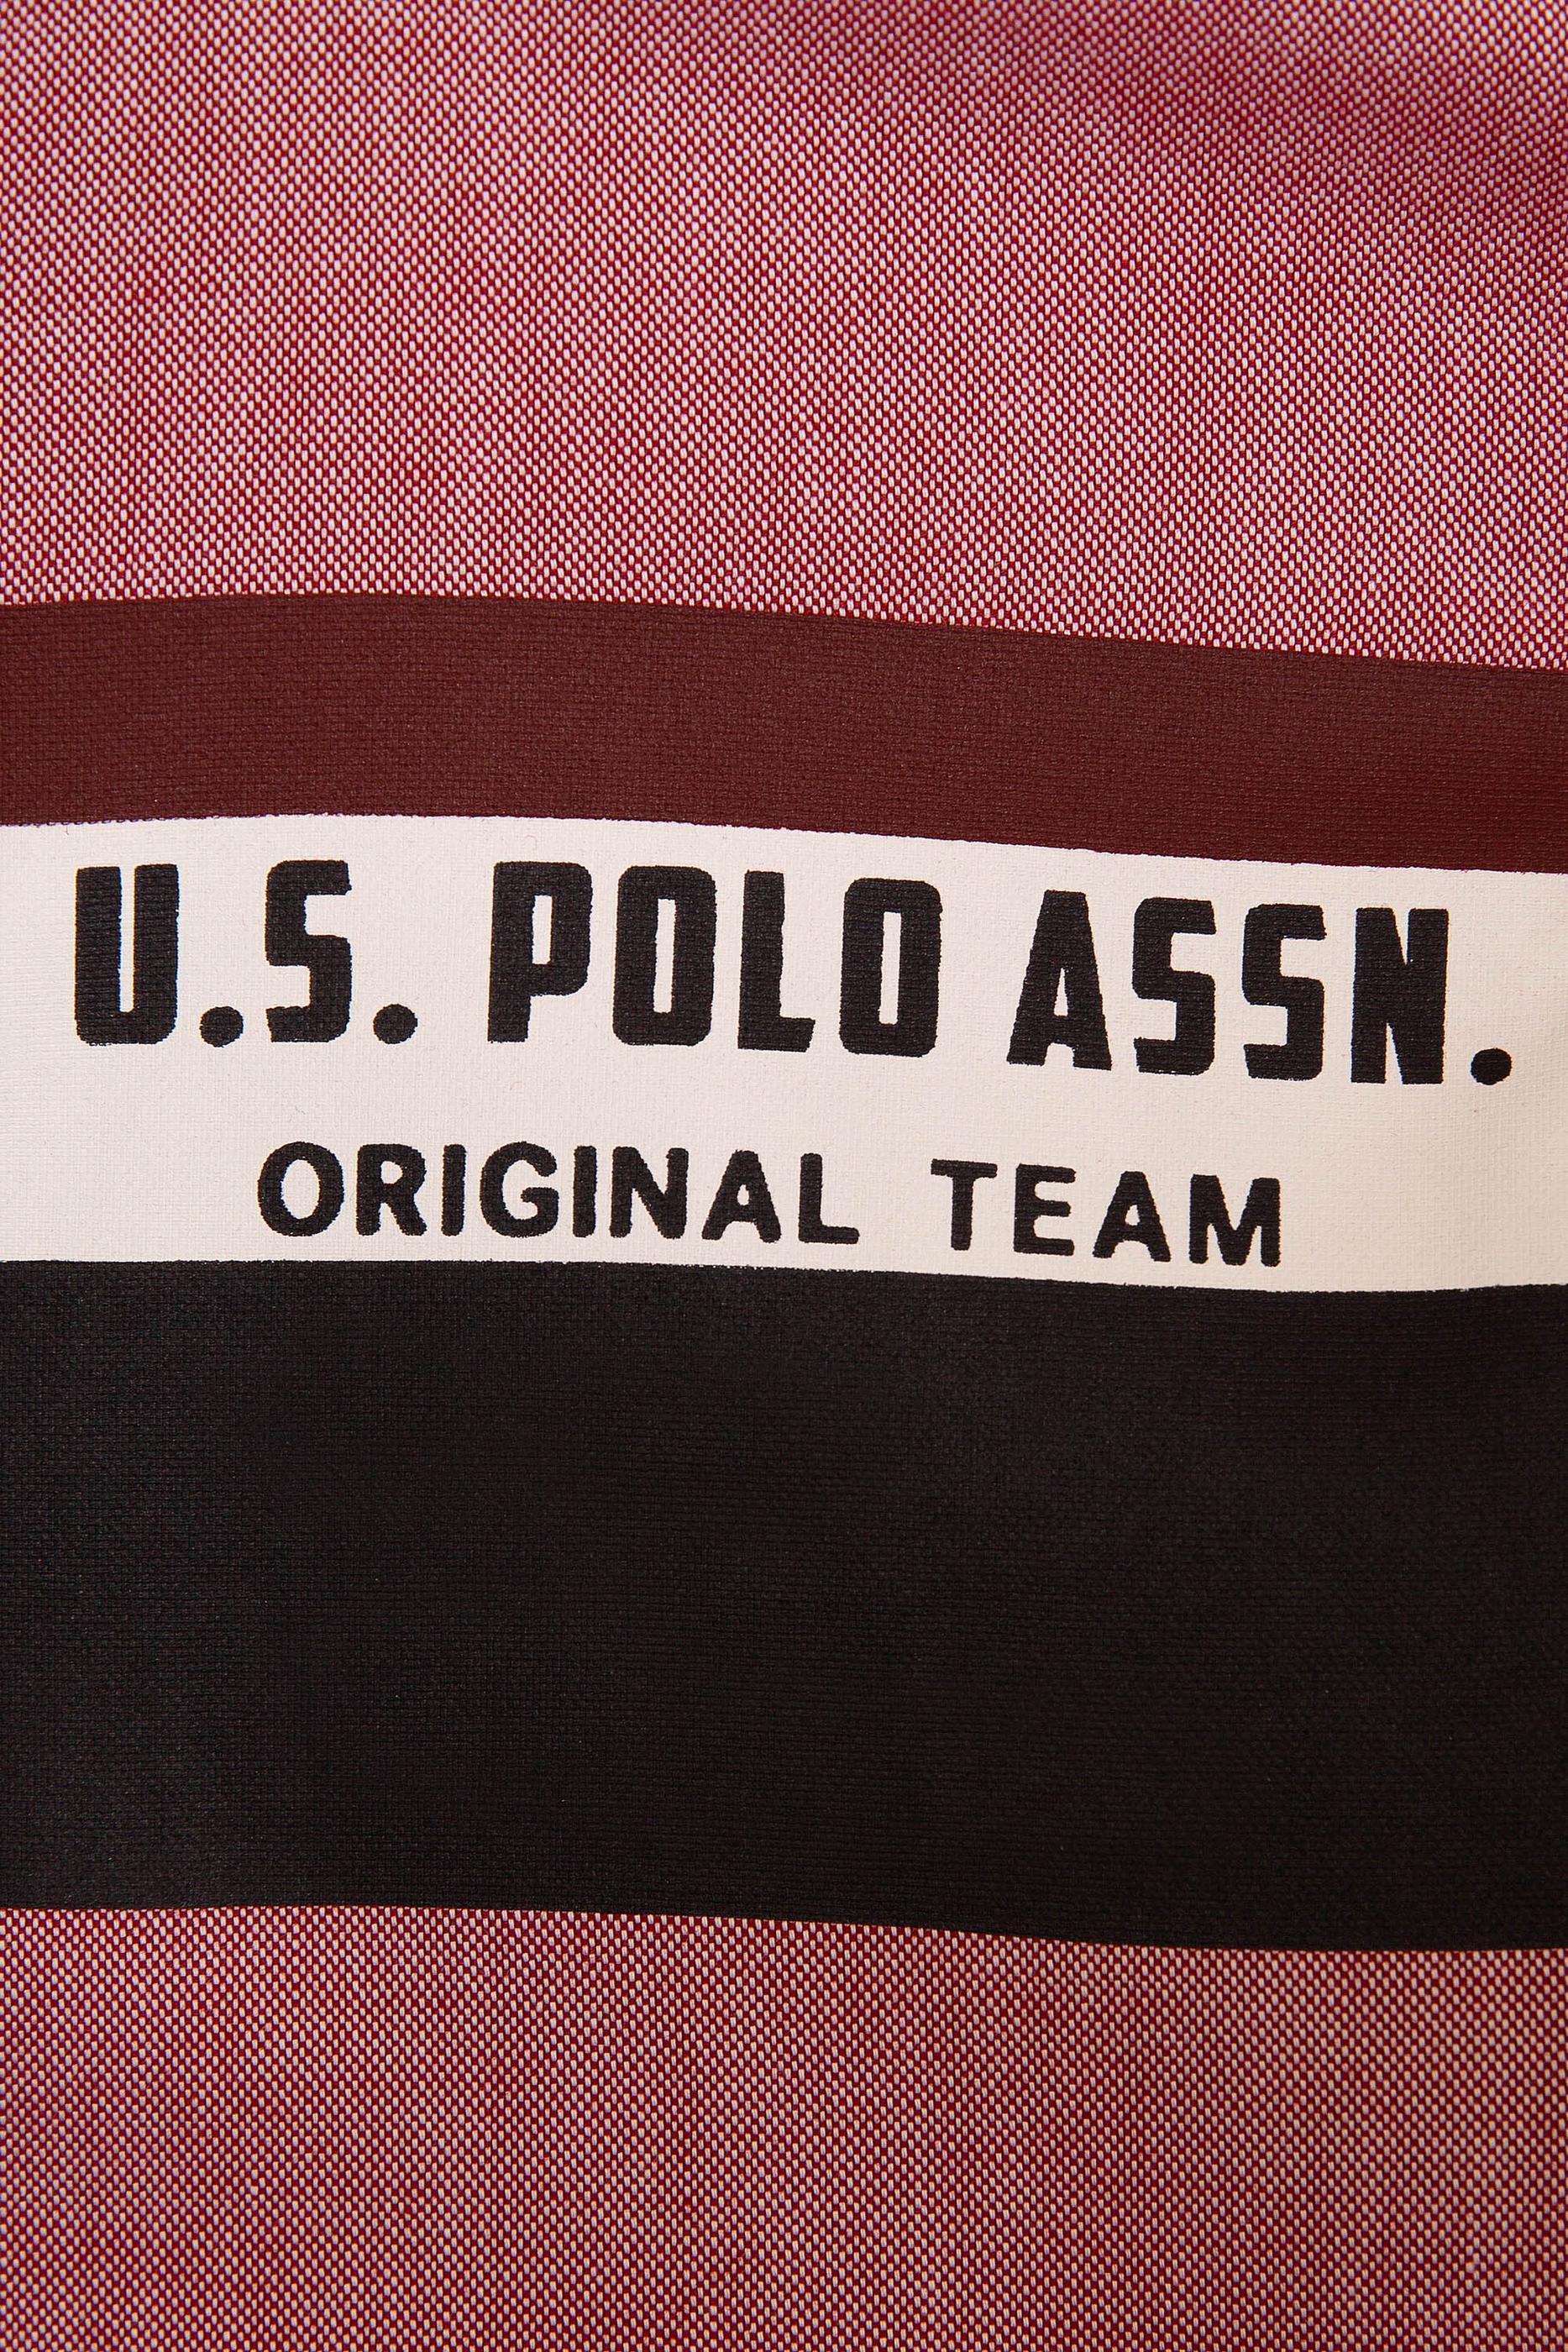 U.S. POLO ASSN.
ORIGINAL TEAM